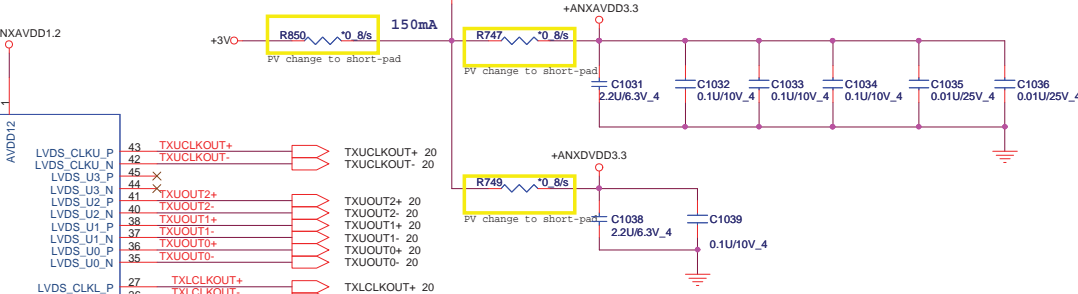 +ANXAVDD3.3
NXAVDD1.2
150mA
+3V
R850
*0_8/s
R747
*0_8/s
PV change to short-pad
PV change to short-pad
C1031
2.2U/6.3V_4
C1032
0.1U/10V_4
C1033
0.1U/10V_4
C1034
0.1U/10V_4
C1035
0.01U/25V_4
C1036
0.01U/25V_4
1
AVDD12
LVDS_CLKU_P 43 TXUCLKOUT+ TXUCLKOUT+ 20
LVDS_CLKU_N 42 TXUCLKOUT- TXUCLKOUT- 20
LVDS_U3_P 45
LVDS_U3_N 44
LVDS_U2_P 41 TXUOUT2+ TXUOUT2+ 20
LVDS_U2_N 40 TXUOUT2- TXUOUT2- 20
LVDS_U1_P 38 TXUOUT1+ TXUOUT1+ 20
LVDS_U1_N 37 TXUOUT1- TXUOUT1- 20
LVDS_U0_P 36 TXUOUT0+ TXUOUT0+ 20
LVDS_U0_N 35 TXUOUT0- TXUOUT0- 20
LVDS_CLKL_P 27 TXLCLKOUT+ TXLCLKOUT+ 20
26 TXLCLKOUT-
+ANXDVDD3.3
R749
*0_8/s
PV change to short-pad
C1038
2.2U/6.3V_4
C1039
0.1U/10V_4